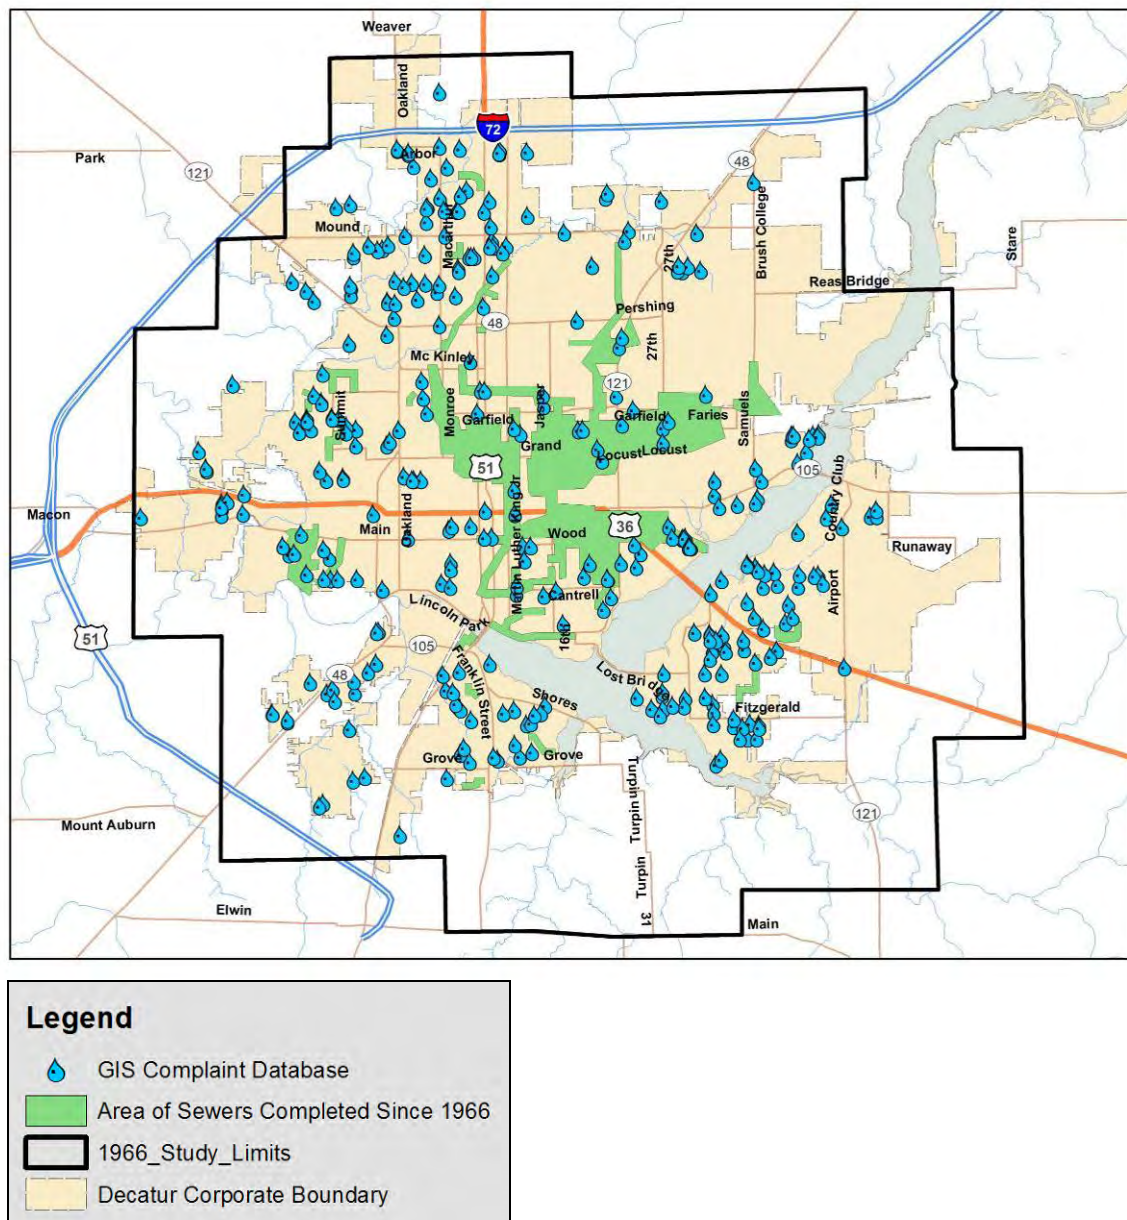 Weaver
Oakland
72
Park
121
Arbor
48
Mound
Macarthur
27th
Brush College
Stare
Reas Bridge
Pershing
48
27th
Mc Kinley
121
Summit
Monroe
Garfield
Jasper
Garfield
Faries
Samuels
Grand
Locust
Locust
51
105
Country Club
Macon
Main
Oakland
Martin Luther King Jr
Wood
36
Runaway
Cantrell
Airport
Lincoln Park
51
105
16th
48
Franklin Street
Lost Bridge
Shores
Fitzgerald
Grove
Grove
Turpin
Turpin
Turpin
121
Mount Auburn
31
Elwin
Main
Legend
GIS Complaint Database
Area of Sewers Completed Since 1966
1966_Study_Limits
Decatur Corporate Boundary